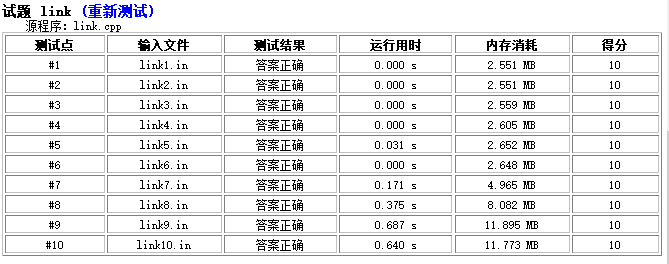 试题 link (重新测试)
源程序: link.cpp
测试点 输入文件 测试结果 运行用时 内存消耗 得分
#1 link1.in 答案正确 0.000 s 2.551 MB 10
#2 link2.in 答案正确 0.000 s 2.551 MB 10
#3 link3.in 答案正确 0.000 s 2.559 MB 10
#4 link4.in 答案正确 0.000 s 2.605 MB 10
#5 link5.in 答案正确 0.031 s 2.652 MB 10
#6 link6.in 答案正确 0.000 s 2.648 MB 10
#7 link7.in 答案正确 0.171 s 4.965 MB 10
#8 link8.in 答案正确 0.375 s 8.082 MB 10
#9 link9.in 答案正确 0.687 s 11.895 MB 10
#10 link10.in 答案正确 0.640 s 11.773 MB 10